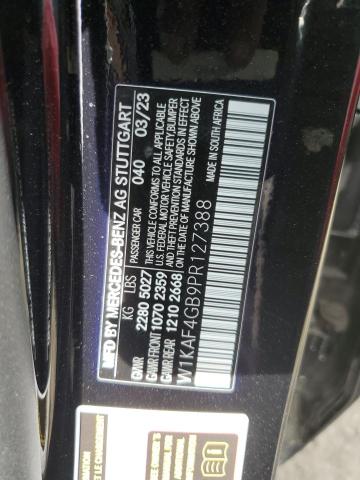 MFD BY MERCEDES-BENZ AG STUTTGART
KG LBS PASSENGER CAR 040 03/23
GVWR 2280 5027 THIS VEHICLE CONFORMS TO ALL APPLICABLE
GAWR FRONT 1070 2359 U.S. FEDERAL MOTOR VEHICLE SAFETY, BUMPER
GAWR REAR 1210 2668 AND THEFT PREVENTION STANDARDS IN EFFECT
ON THE DATE OF MANUFACTURE SHOWN ABOVE.
W1KAF4GB9PR127388
MADE IN SOUTH AFRICA